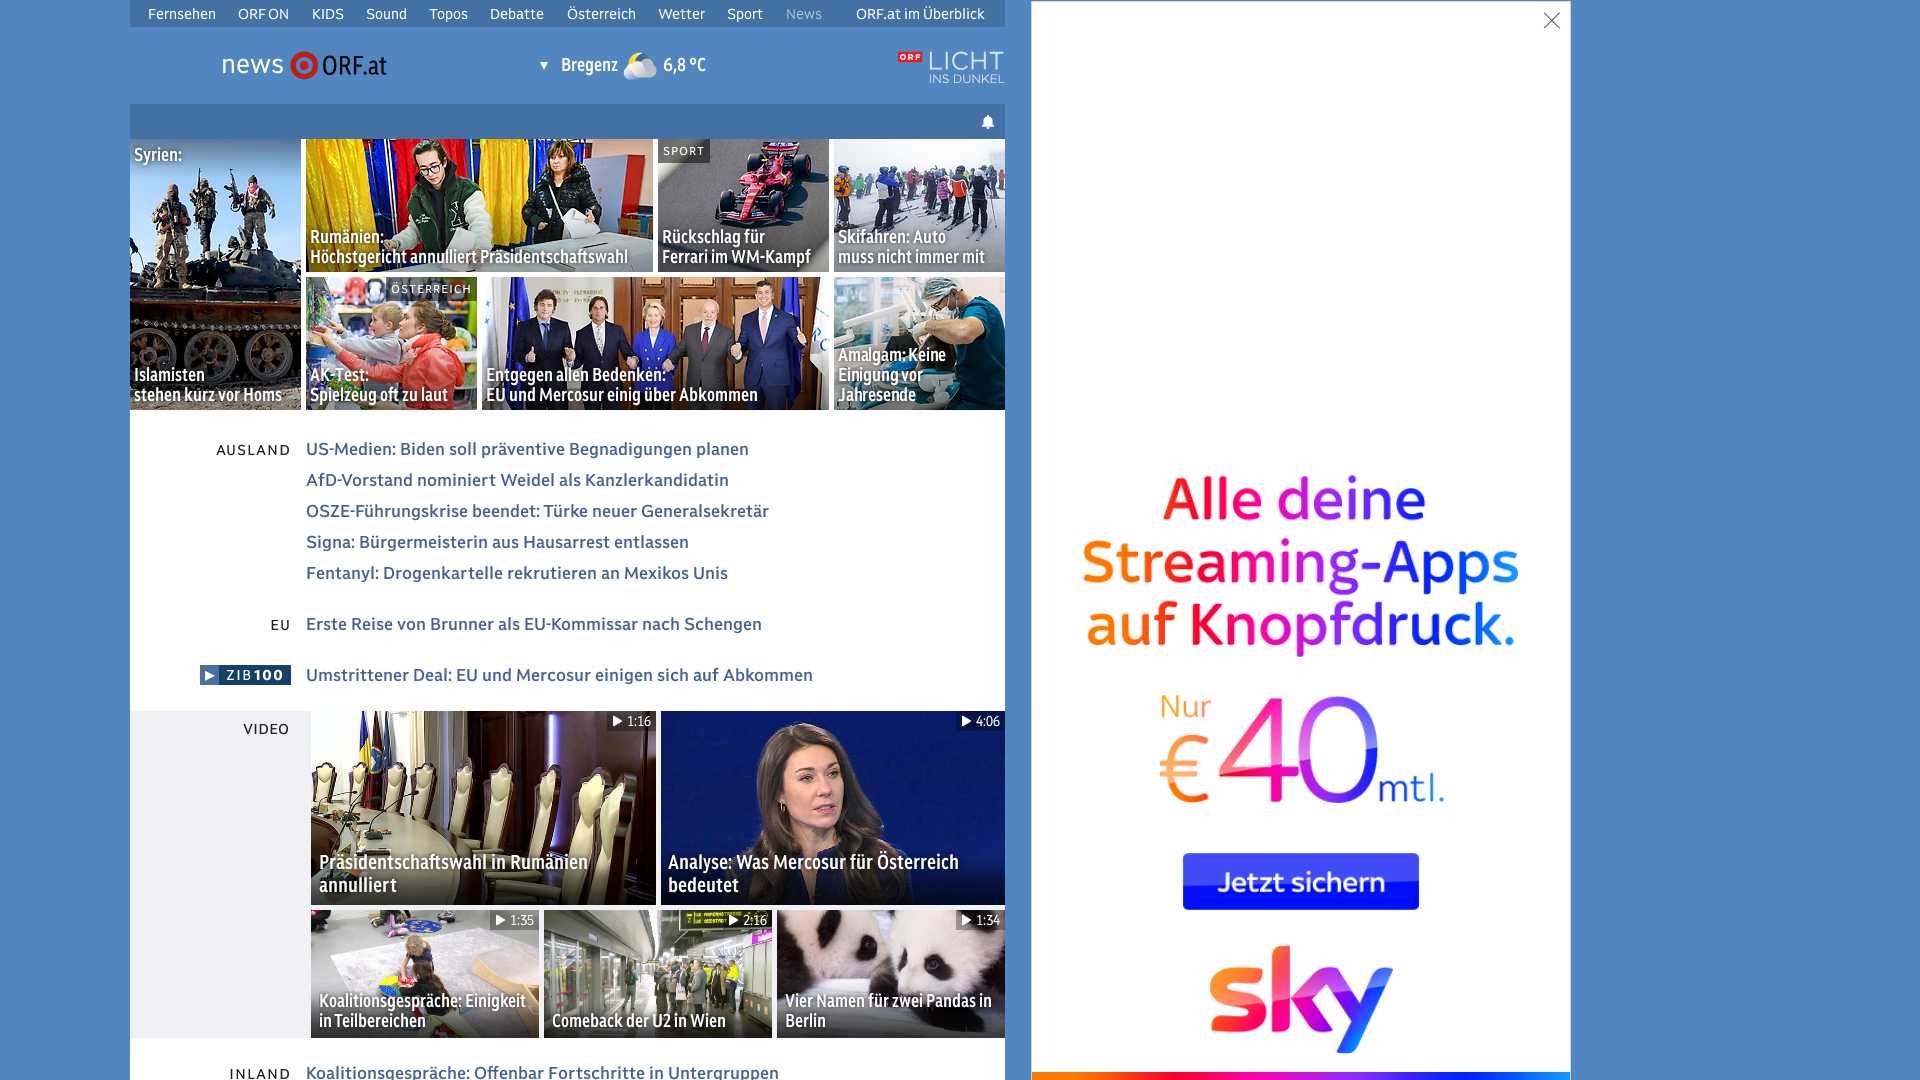 Fernsehen ORF ON KIDS Sound Topos Debatte Österreich Wetter Sport News ORF.at im Überblick
news ORF.at
Bregenz 6,8 °C
ORF LICHT
INS DUNKEL
Syrien:
Islamisten
stehen kurz vor Homs
Rumänien:
Höchstgericht annulliert Präsidentschaftswahl
SPORT
Rückschlag für
Ferrari im WM-Kampf
Skifahren: Auto
muss nicht immer mit
ÖSTERREICH
AK-Test:
Spielzeug oft zu laut
Entgegen allen Bedenken:
EU und Mercosur einig über Abkommen
Amalgam: Keine
Einigung vor
Jahresende
AUSLAND
US-Medien: Biden soll präventive Begnadigungen planen
AfD-Vorstand nominiert Weidel als Kanzlerkandidatin
OSZE-Führungskrise beendet: Türke neuer Generalsekretär
Signa: Bürgermeisterin aus Hausarrest entlassen
Fentanyl: Drogenkartelle rekrutieren an Mexikos Unis
EU
Erste Reise von Brunner als EU-Kommissar nach Schengen
ZIB100
Umstrittener Deal: EU und Mercosur einigen sich auf Abkommen
VIDEO
1:16
Präsidentschaftswahl in Rumänien
annulliert
4:06
Analyse: Was Mercosur für Österreich
bedeutet
1:35
Koalitionsgespräche: Einigkeit
in Teilbereichen
2:16
Comeback der U2 in Wien
1:34
Vier Namen für zwei Pandas in
Berlin
INLAND
Koalitionsgespräche: Offenbar Fortschritte in Untergruppen
Alle deine
Streaming-Apps
auf Knopfdruck.
Nur
€40mtl.
Jetzt sichern
sky